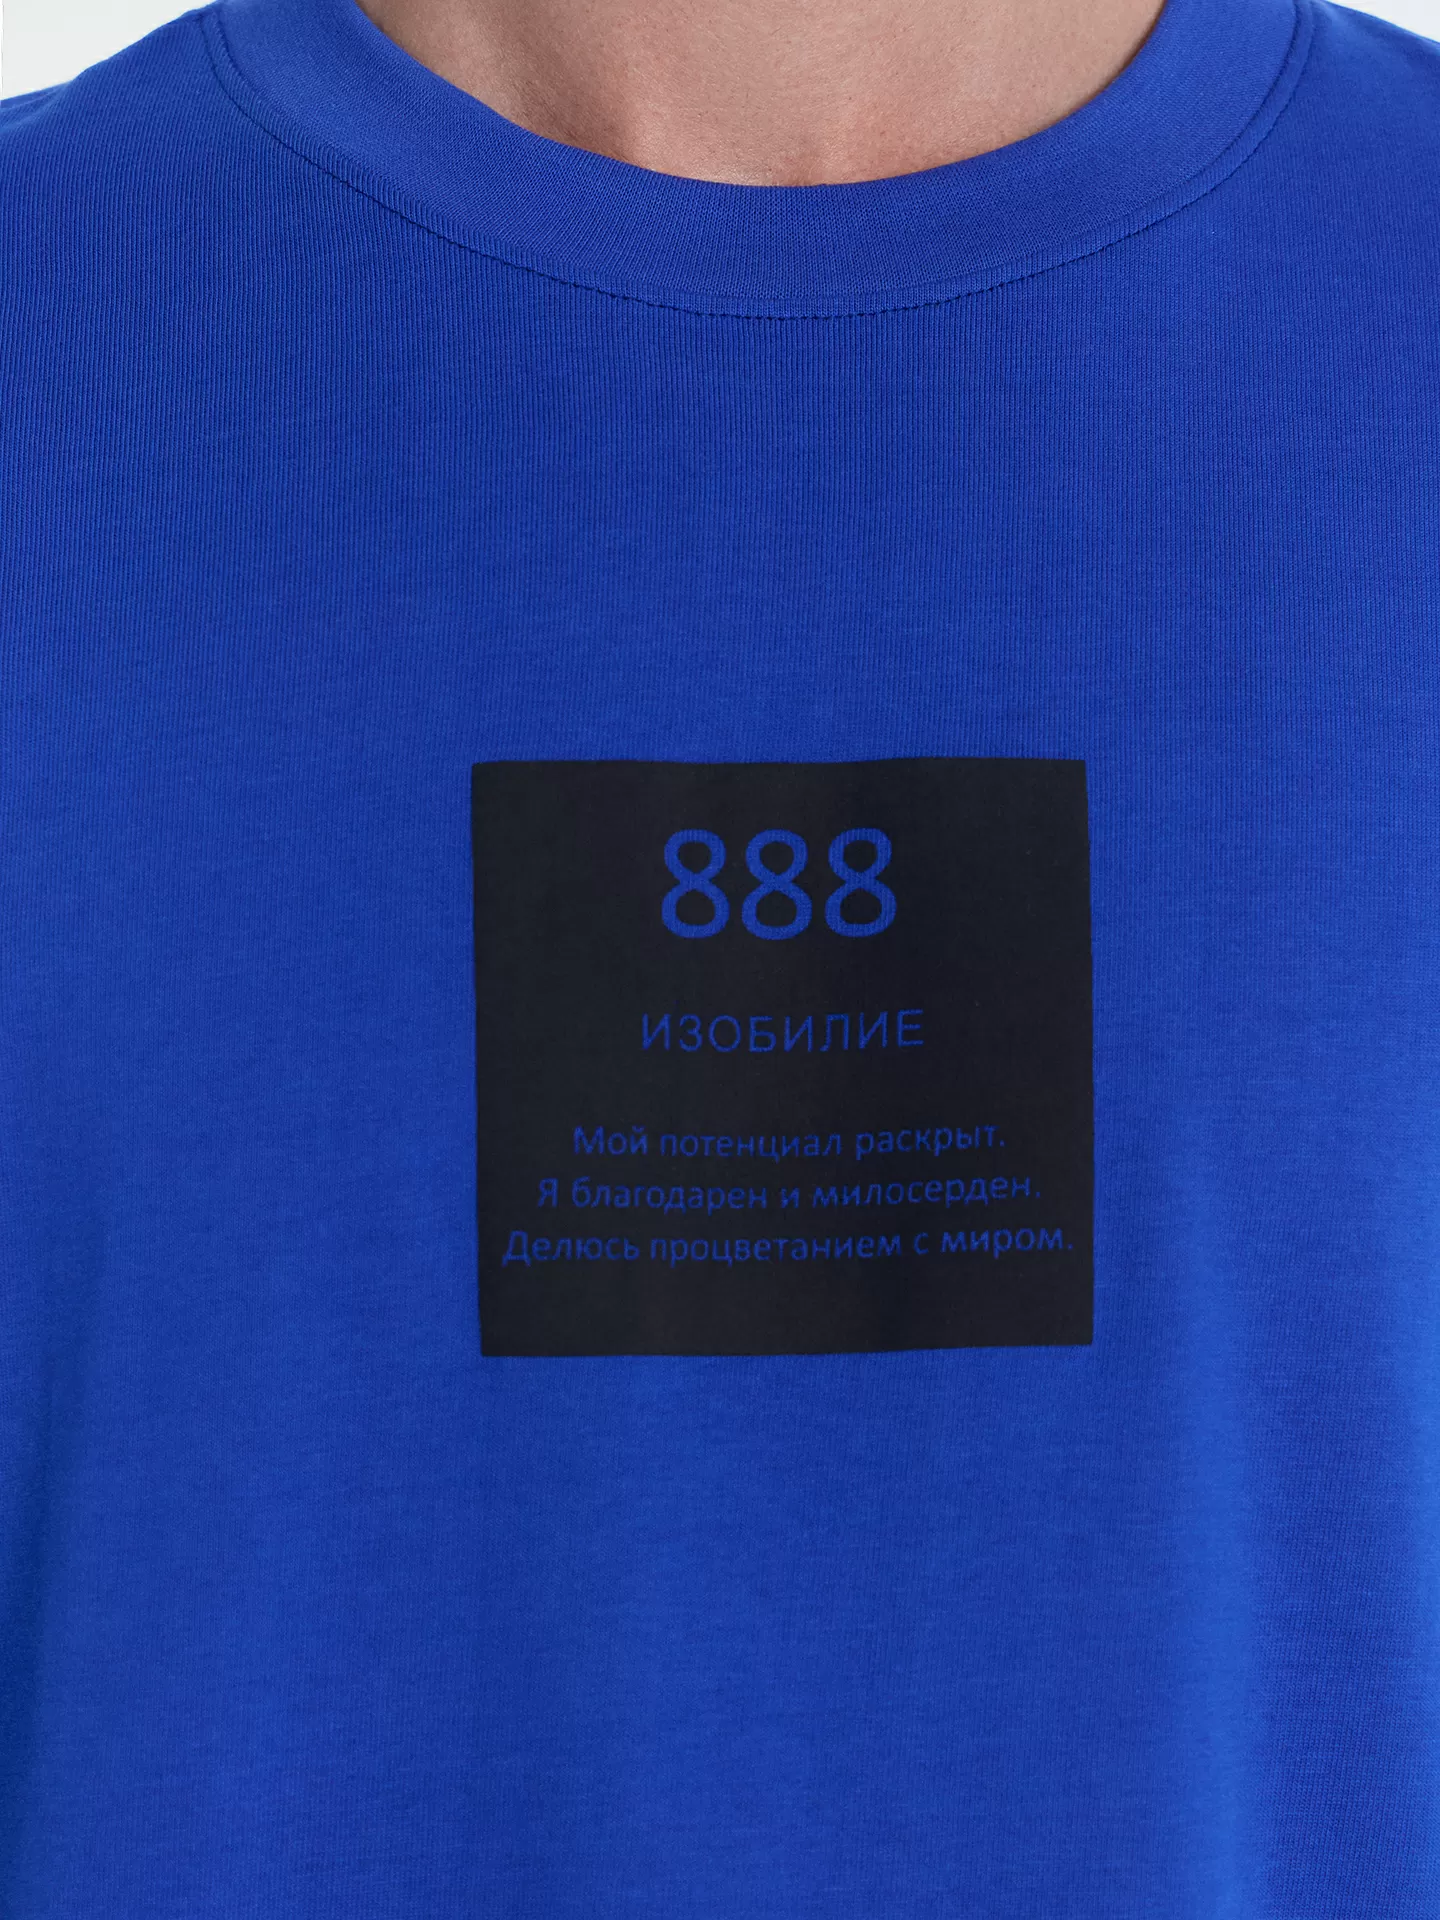 888
ИЗОБИЛИЕ
Мой потенциал раскрыт.
Я благодарен и милосерден.
Делюсь процветанием с миром.